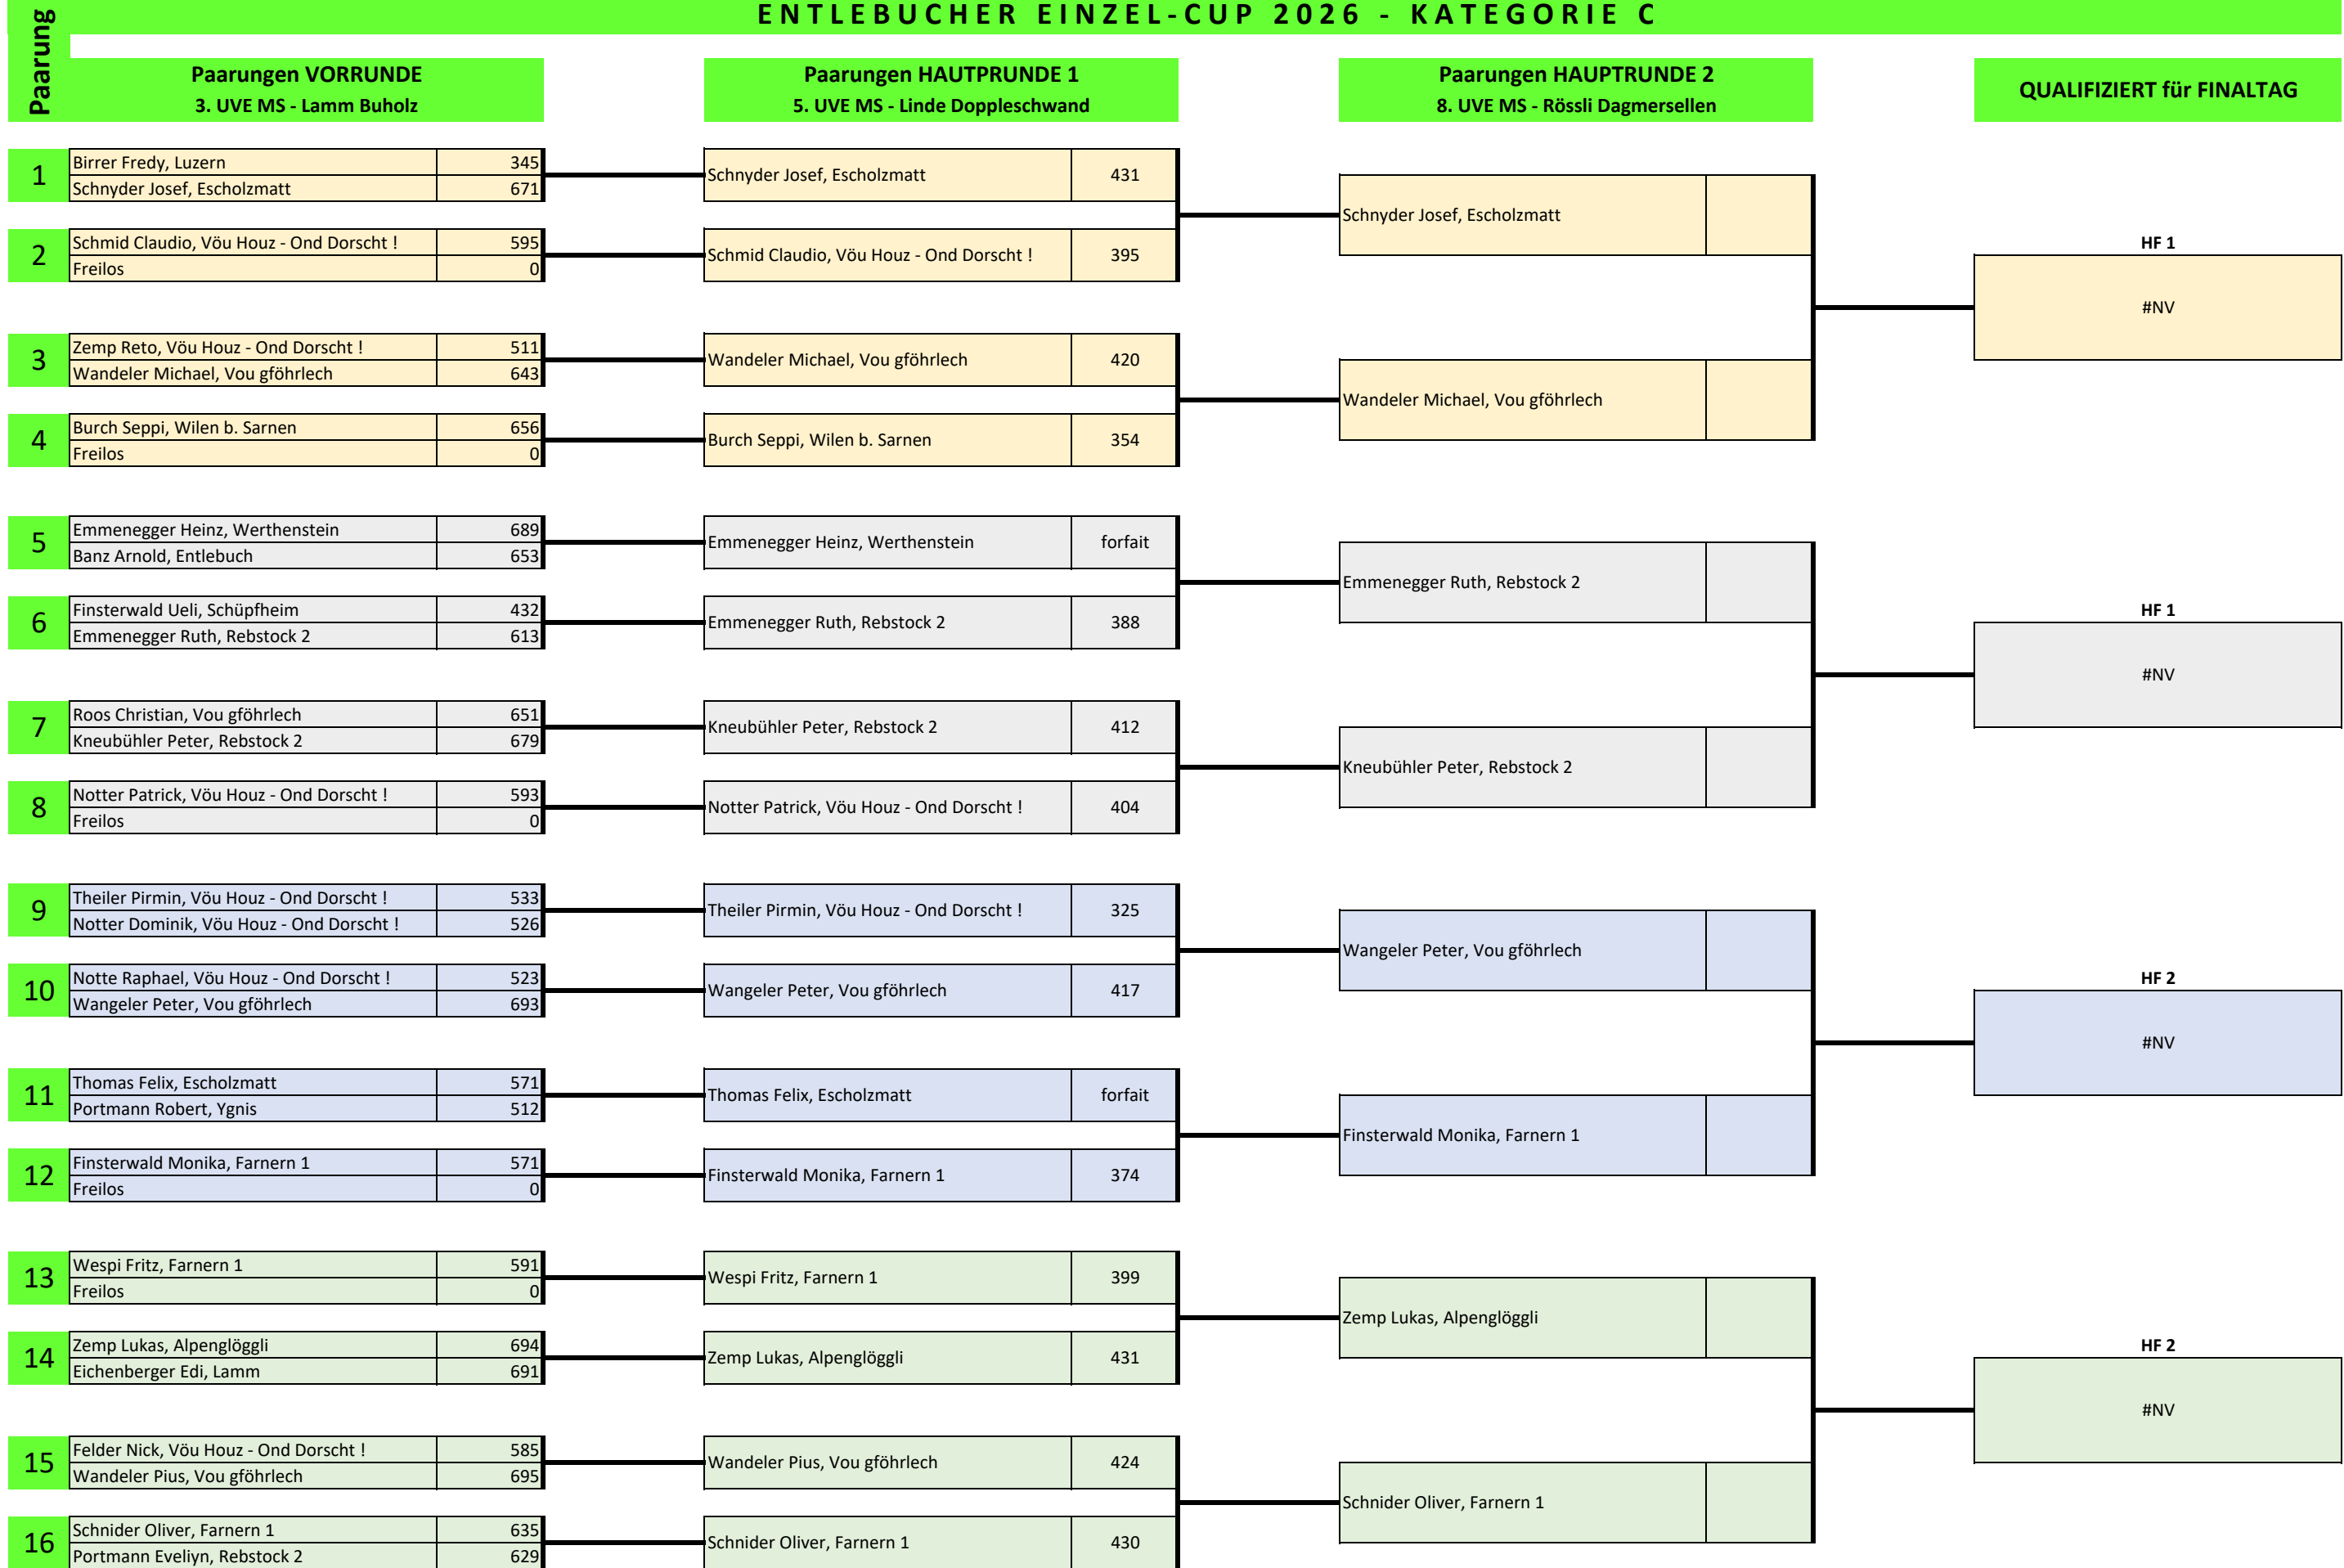 ENTLEBUCHER EINZEL-CUP 2026 - KATEGORIE C
Paarung
Paarungen VORRUNDE
3. UVE MS - Lamm Buholz
Paarungen HAUTPRUNDE 1
5. UVE MS - Linde Doppleschwand
Paarungen HAUPTRUNDE 2
8. UVE MS - Rössli Dagmersellen
QUALIFIZIERT für FINALTAG
1
Birrer Fredy, Luzern 345
Schnyder Josef, Escholzmatt 671
2
Schmid Claudio, Vöu Houz - Ond Dorscht ! 595
Freilos 0
3
Zemp Reto, Vöu Houz - Ond Dorscht ! 511
Wandeler Michael, Vou gföhrlech 643
4
Burch Seppi, Wilen b. Sarnen 656
Freilos 0
5
Emmenegger Heinz, Werthenstein 689
Banz Arnold, Entlebuch 653
6
Finsterwald Ueli, Schüpfheim 432
Emmenegger Ruth, Rebstock 2 613
7
Roos Christian, Vou gföhrlech 651
Kneubühler Peter, Rebstock 2 679
8
Notter Patrick, Vöu Houz - Ond Dorscht ! 593
Freilos 0
9
Theiler Pirmin, Vöu Houz - Ond Dorscht ! 533
Notter Dominik, Vöu Houz - Ond Dorscht ! 526
10
Notte Raphael, Vöu Houz - Ond Dorscht ! 523
Wangeler Peter, Vou gföhrlech 693
11
Thomas Felix, Escholzmatt 571
Portmann Robert, Ygnis 512
12
Finsterwald Monika, Farnern 1 571
Freilos 0
13
Wespi Fritz, Farnern 1 591
Freilos 0
14
Zemp Lukas, Alpenglöggli 694
Eichenberger Edi, Lamm 691
15
Felder Nick, Vöu Houz - Ond Dorscht ! 585
Wandeler Pius, Vou gföhrlech 695
16
Schnider Oliver, Farnern 1 635
Portmann Eveliyn, Rebstock 2 629
Schnyder Josef, Escholzmatt 431
Schmid Claudio, Vöu Houz - Ond Dorscht ! 395
Wandeler Michael, Vou gföhrlech 420
Burch Seppi, Wilen b. Sarnen 354
Emmenegger Heinz, Werthenstein forfait
Emmenegger Ruth, Rebstock 2 388
Kneubühler Peter, Rebstock 2 412
Notter Patrick, Vöu Houz - Ond Dorscht ! 404
Theiler Pirmin, Vöu Houz - Ond Dorscht ! 325
Wangeler Peter, Vou gföhrlech 417
Thomas Felix, Escholzmatt forfait
Finsterwald Monika, Farnern 1 374
Wespi Fritz, Farnern 1 399
Zemp Lukas, Alpenglöggli 431
Wandeler Pius, Vou gföhrlech 424
Schnider Oliver, Farnern 1 430
Schnyder Josef, Escholzmatt
Wandeler Michael, Vou gföhrlech
Emmenegger Ruth, Rebstock 2
Kneubühler Peter, Rebstock 2
Wangeler Peter, Vou gföhrlech
Finsterwald Monika, Farnern 1
Zemp Lukas, Alpenglöggli
Schnider Oliver, Farnern 1
HF 1
#NV
HF 1
#NV
HF 2
#NV
HF 2
#NV